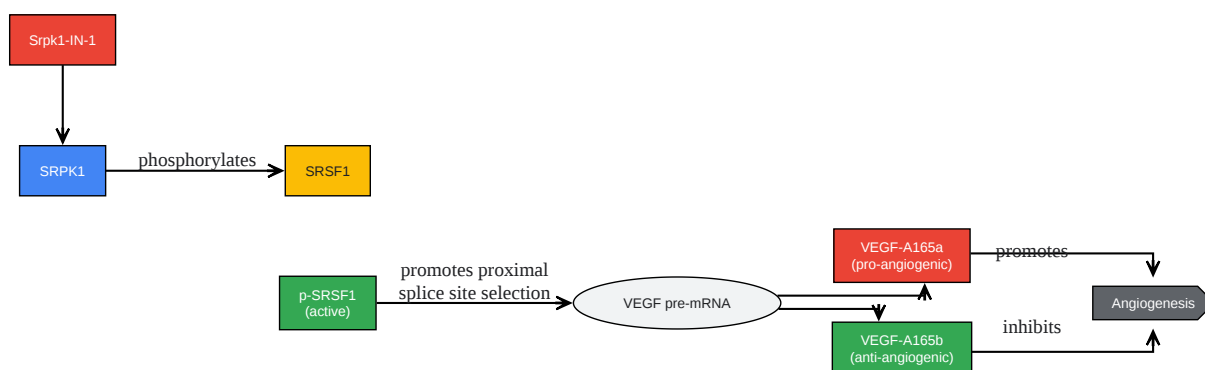 Srpk1-IN-1
SRPK1
phosphorylates
SRSF1
p-SRSF1
(active)
promotes proximal
splice site selection
VEGF pre-mRNA
VEGF-A165a
(pro-angiogenic)
promotes
VEGF-A165b
(anti-angiogenic)
inhibits
Angiogenesis